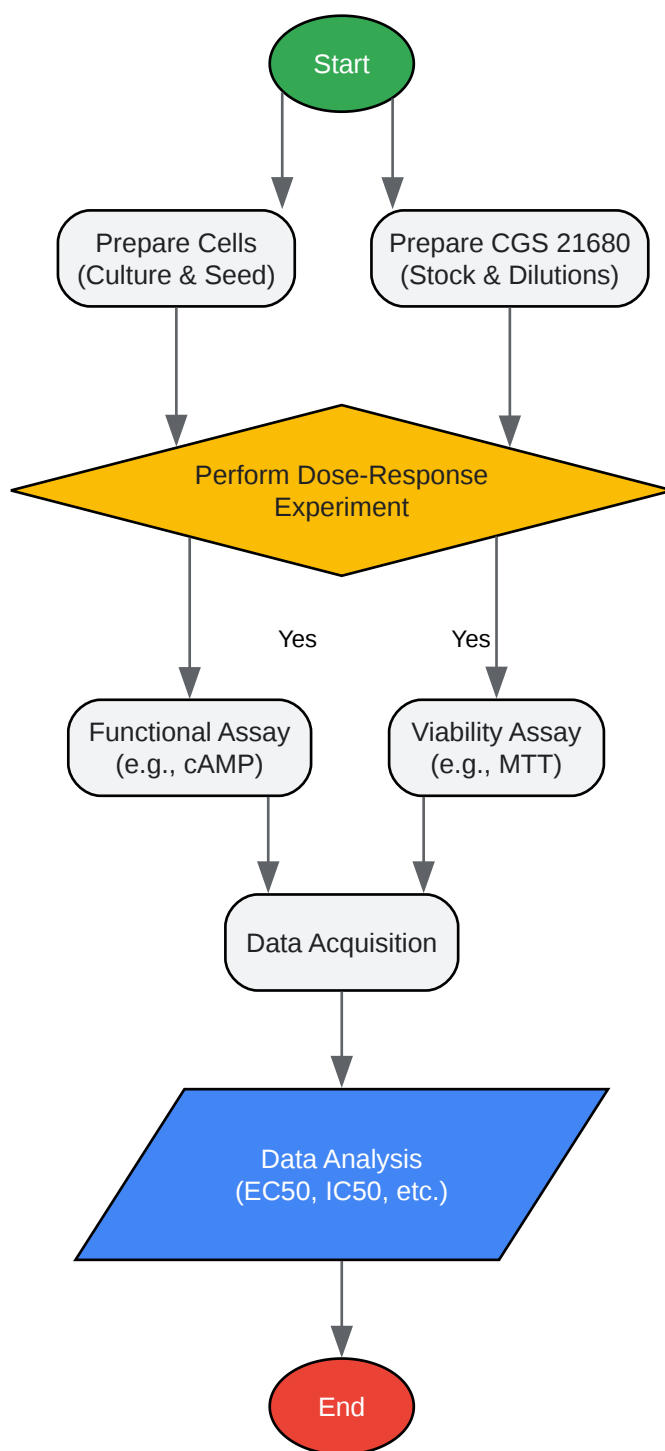 Start
Prepare Cells
(Culture & Seed)
Prepare CGS 21680
(Stock & Dilutions)
Perform Dose-Response
Experiment
Yes
Yes
Functional Assay
(e.g., cAMP)
Viability Assay
(e.g., MTT)
Data Acquisition
Data Analysis
(EC50, IC50, etc.)
End